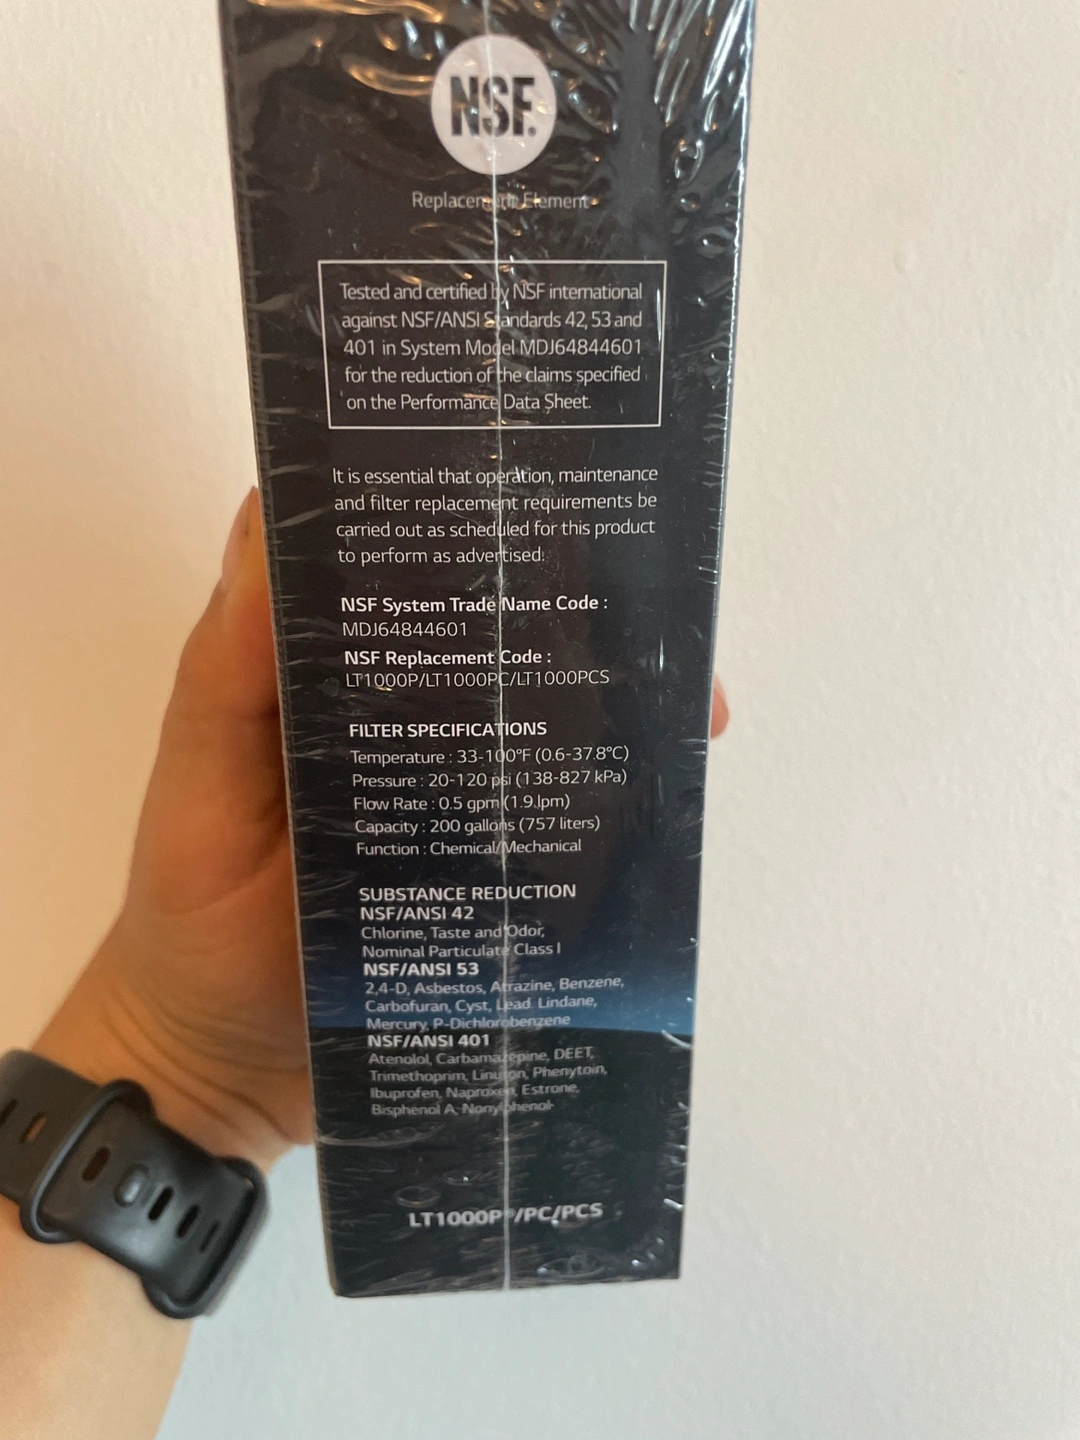 NSF®
Replacement Element
Tested and certified by NSF international
against NSF/ANSI Standards 42, 53 and
401 in System Model MDJ64844601
for the reduction of the claims specified
on the Performance Data Sheet.
It is essential that operation, maintenance
and filter replacement requirements be
carried out as scheduled for this product
to perform as advertised.
NSF System Trade Name Code :
MDJ64844601
NSF Replacement Code :
LT1000P/LT1000PC/LT1000PCS
FILTER SPECIFICATIONS
Temperature : 33-100°F (0.6-37.8°C)
Pressure : 20-120 psi (138-827 kPa)
Flow Rate : 0.5 gpm (1.9 lpm)
Capacity : 200 gallons (757 liters)
Function : Chemical/Mechanical
SUBSTANCE REDUCTION
NSF/ANSI 42
Chlorine, Taste and Odor,
Nominal Particulate Class I
NSF/ANSI 53
2,4-D, Asbestos, Atrazine, Benzene,
Carbofuran, Cyst, Lead, Lindane,
Mercury, P-Dichlorobenzene
NSF/ANSI 401
Atenolol, Carbamazepine, DEET,
Trimethoprim, Linuron, Phenytoin,
Ibuprofen, Naproxen, Estrone,
Bisphenol A, Nonylphenol
LT1000P®/PC/PCS